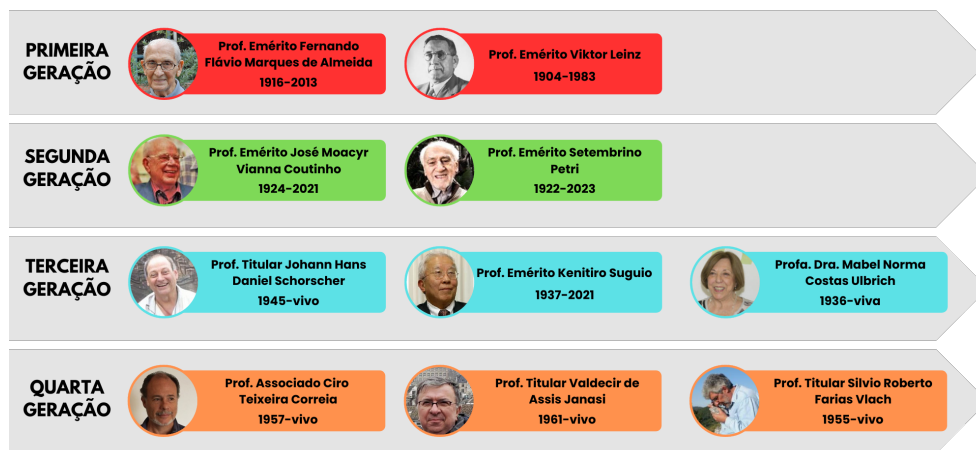 PRIMEIRA
GERAÇÃO
Prof. Emérito Fernando
Flávio Marques de Almeida
1916-2013
Prof. Emérito Viktor Leinz
1904-1983
SEGUNDA
GERAÇÃO
Prof. Emérito José Moacyr
Vianna Coutinho
1924-2021
Prof. Emérito Setembrino
Petri
1922-2023
TERCEIRA
GERAÇÃO
Prof. Titular Johann Hans
Daniel Schorscher
1945-vivo
Prof. Emérito Kenitiro Suguio
1937-2021
Profa. Dra. Mabel Norma
Costas Ulbrich
1936-viva
QUARTA
GERAÇÃO
Prof. Associado Ciro
Teixeira Correia
1957-vivo
Prof. Titular Valdecir de
Assis Janasi
1961-vivo
Prof. Titular Silvio Roberto
Farias Vlach
1955-vivo